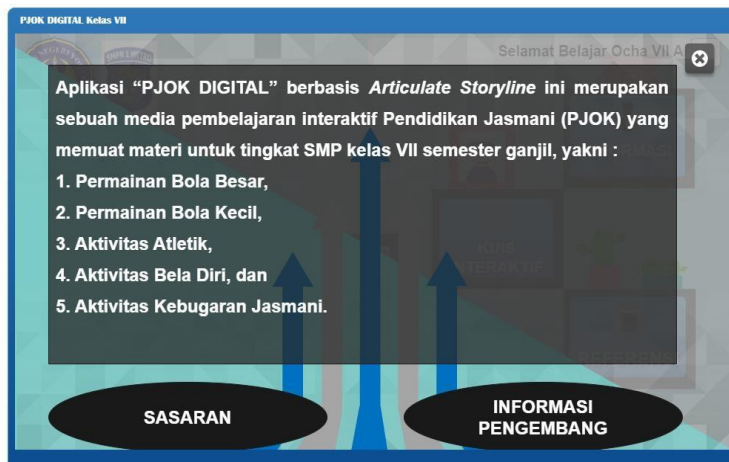 PJOK DIGITAL Kelas VII
Selamat Belajar Ocha VII A
Aplikasi “PJOK DIGITAL” berbasis Articulate Storyline ini merupakan
sebuah media pembelajaran interaktif Pendidikan Jasmani (PJOK) yang
memuat materi untuk tingkat SMP kelas VII semester ganjil, yakni :
1. Permainan Bola Besar,
2. Permainan Bola Kecil,
3. Aktivitas Atletik,
4. Aktivitas Bela Diri, dan
5. Aktivitas Kebugaran Jasmani.
KUIS
INTERAKTIF
REFERENSI
SASARAN
INFORMASI
PENGEMBANG